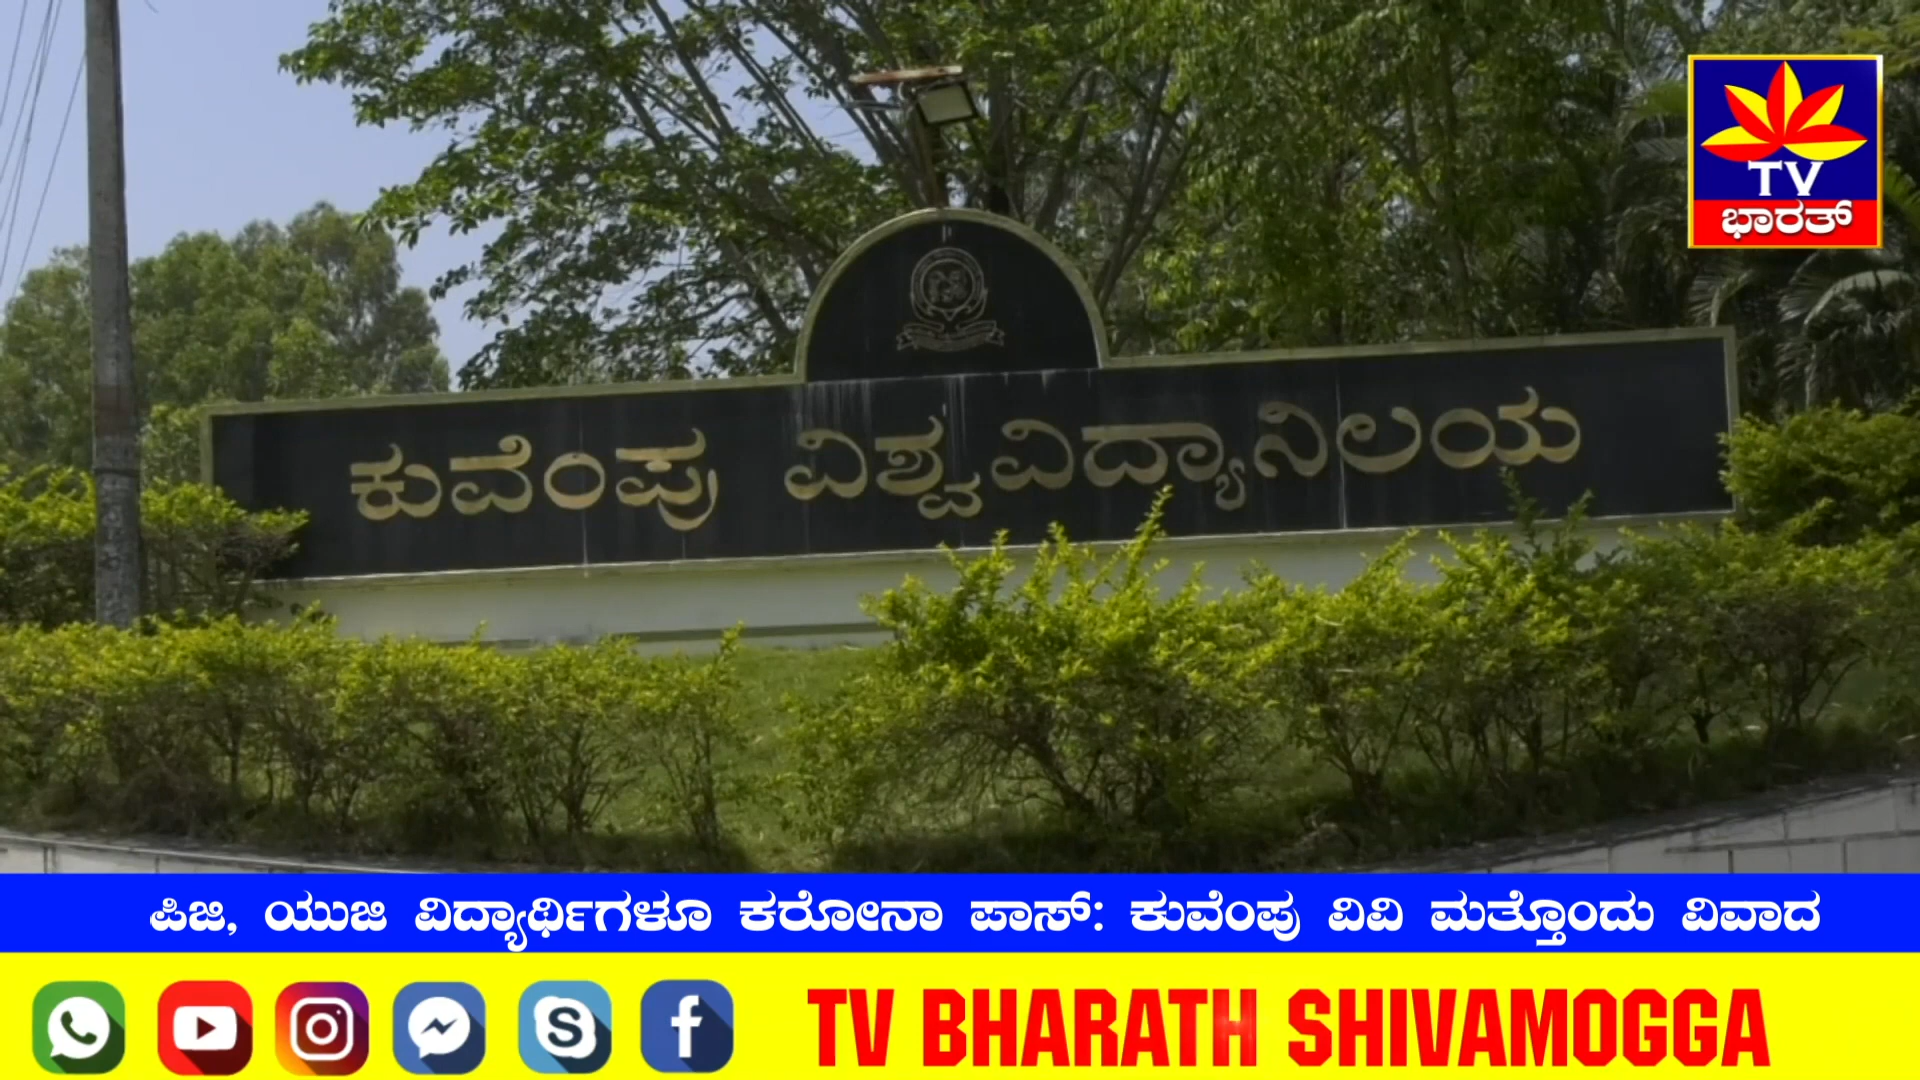 TV
ಭಾರತ್
ಕುವೆಂಪು ವಿಶ್ವವಿದ್ಯಾನಿಲಯ
ಪಿಜಿ, ಯುಜಿ ವಿದ್ಯಾರ್ಥಿಗಳೂ ಕರೋನಾ ಪಾಸ್: ಕುವೆಂಪು ವಿವಿ ಮತ್ತೊಂದು ವಿವಾದ
TV BHARATH SHIVAMOGGA